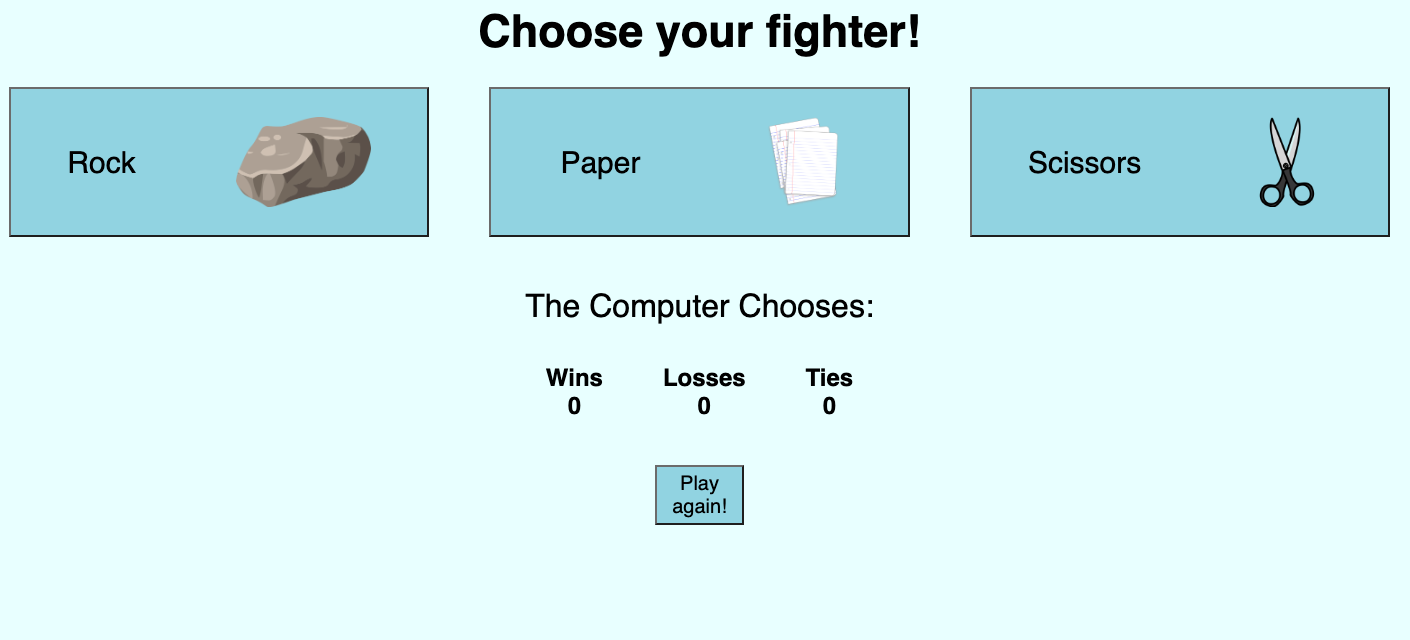 Choose your fighter!
Rock
Paper
Scissors
The Computer Chooses:
Wins Losses Ties
0 0 0
Play
again!